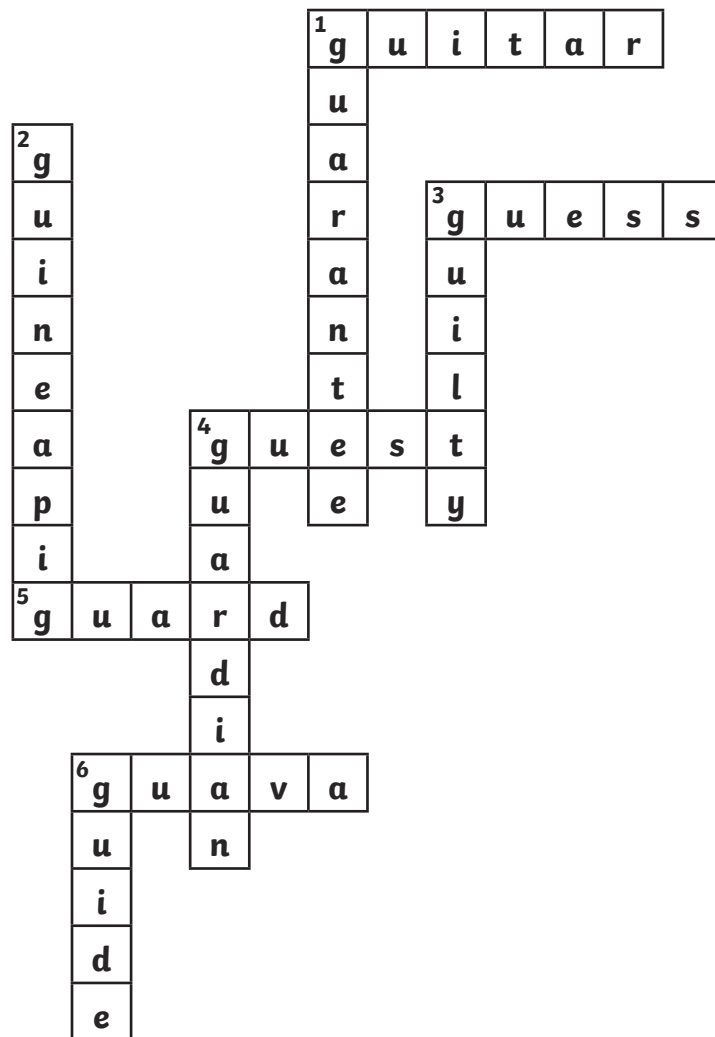 1 g u i t a r
u
2 g a
u r 3 g u e s s
i a u
n n i
e t l
a 4 g u e s t
p u e y
i a
5 g u a r d
d
i
6 g u a v a
u n
i
d
e